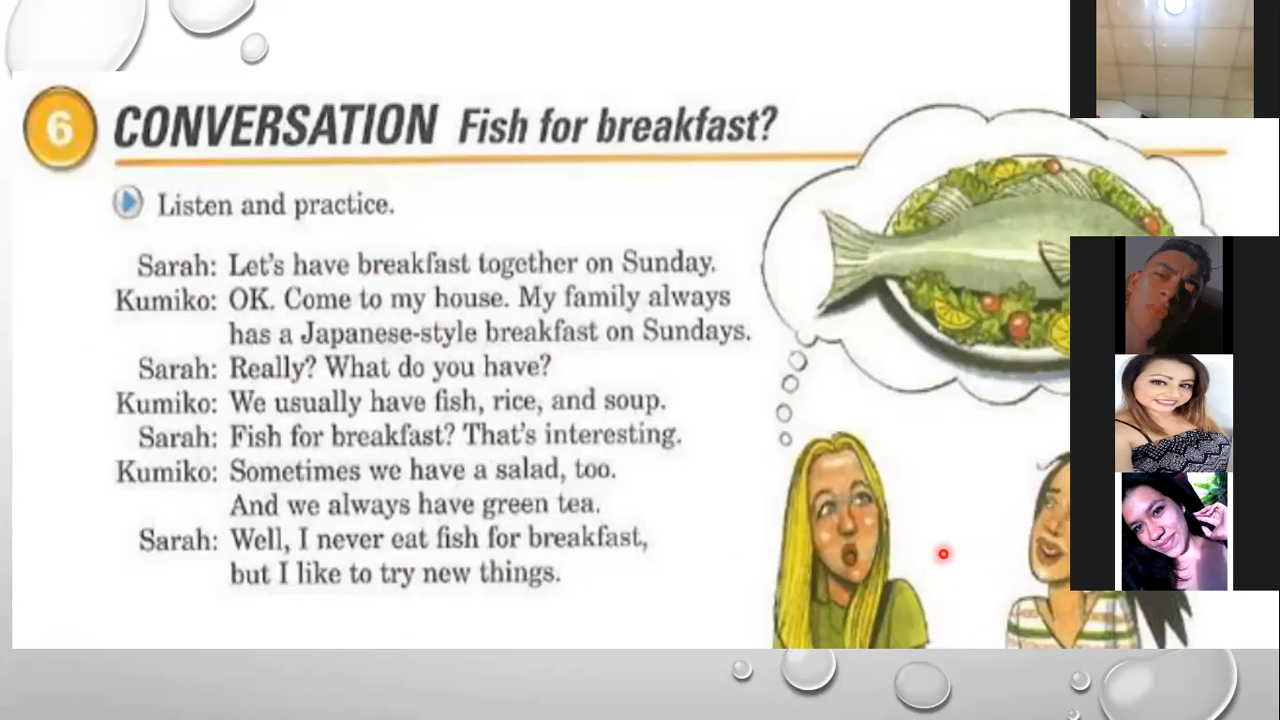 6 CONVERSATION Fish for breakfast?
Listen and practice.
Sarah: Let's have breakfast together on Sunday.
Kumiko: OK. Come to my house. My family always
has a Japanese-style breakfast on Sundays.
Sarah: Really? What do you have?
Kumiko: We usually have fish, rice, and soup.
Sarah: Fish for breakfast? That's interesting.
Kumiko: Sometimes we have a salad, too.
And we always have green tea.
Sarah: Well, I never eat fish for breakfast,
but I like to try new things.